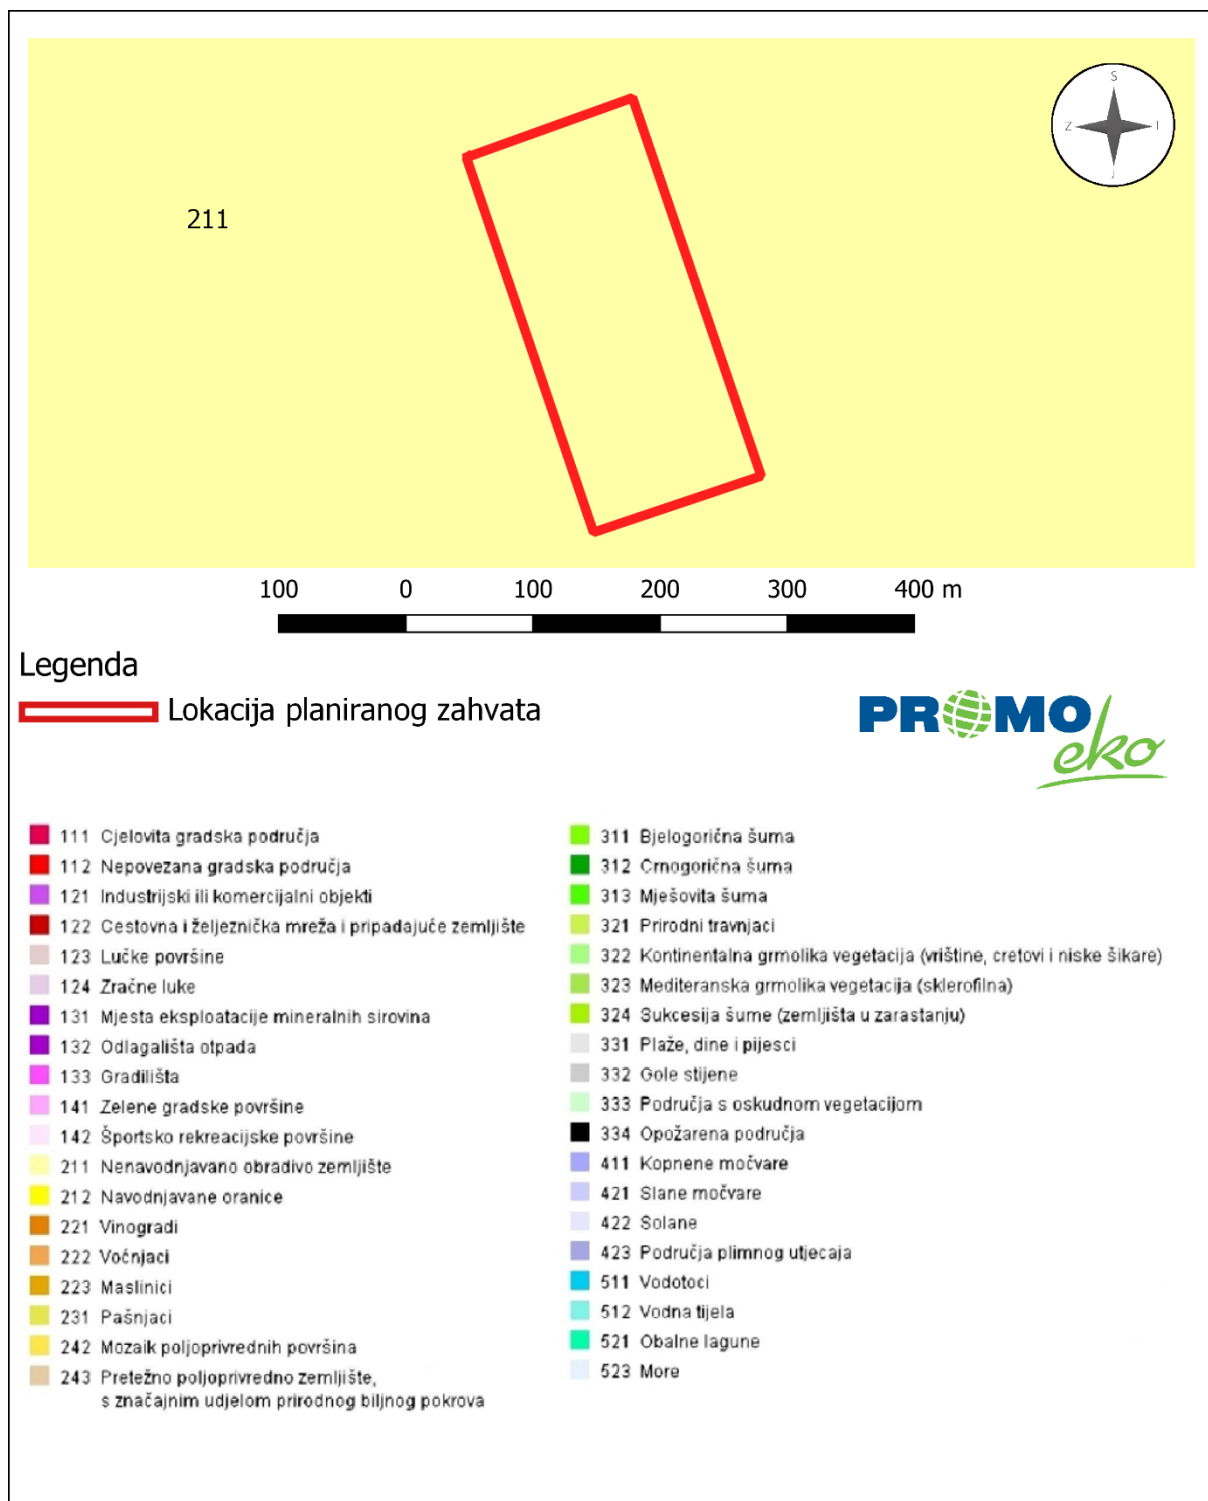 S
Z I
J
211
100 0 100 200 300 400 m
Legenda
Lokacija planiranog zahvata
PROMO
eko
111 Cjelovita gradska područja
112 Nepovezana gradska područja
121 Industrijski ili komercijalni objekti
122 Cestovna i željeznička mreža i pripadajuće zemljište
123 Lučke površine
124 Zračne luke
131 Mjesta eksploatacije mineralnih sirovina
132 Odlagališta otpada
133 Gradilišta
141 Zelene gradske površine
142 Športsko rekreacijske površine
211 Nenavodnjavano obradivo zemljište
212 Navodnjavane oranice
221 Vinogradi
222 Voćnjaci
223 Maslinici
231 Pašnjaci
242 Mozaik poljoprivrednih površina
243 Pretežno poljoprivredno zemljište,
s značajnim udjelom prirodnog biljnog pokrova
311 Bjelogorična šuma
312 Crnogorična šuma
313 Mješovita šuma
321 Prirodni travnjaci
322 Kontinentalna grmolika vegetacija (vrištine, cretovi i niske šikare)
323 Mediteranska grmolika vegetacija (sklerofilna)
324 Sukcesija šume (zemljišta u zarastanju)
331 Plaže, dine i pijesci
332 Gole stijene
333 Područja s oskudnom vegetacijom
334 Opožarena područja
411 Kopnene močvare
421 Slane močvare
422 Solane
423 Područja plimnog utjecaja
511 Vodotoci
512 Vodna tijela
521 Obalne lagune
523 More